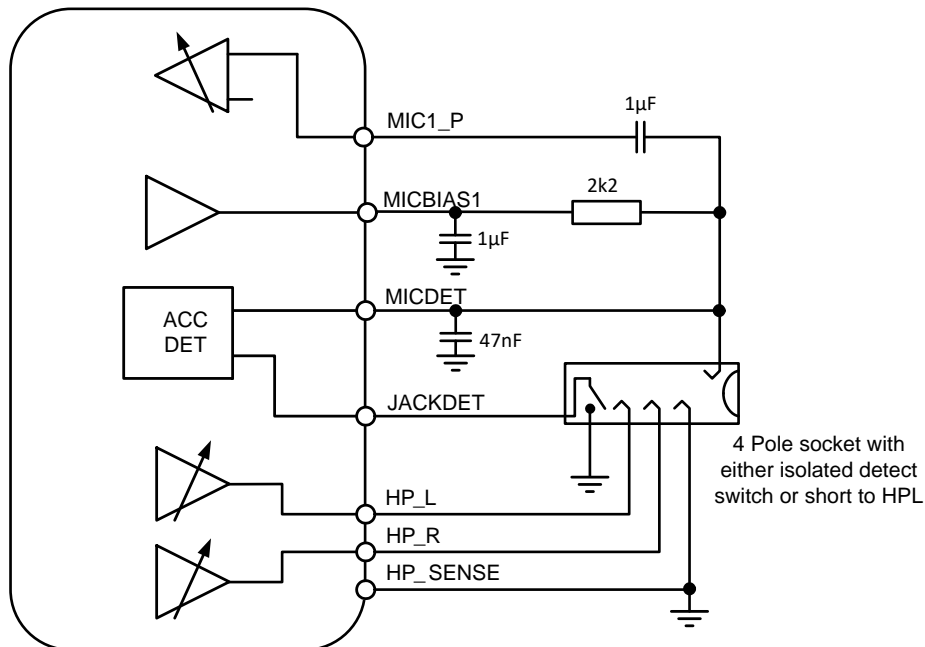 1µF
MIC1_P
2k2
MICBIAS1
1µF
MICDET
ACC
DET
47nF
JACKDET
4 Pole socket with
either isolated detect
switch or short to HPL
HP_L
HP_R
HP_SENSE